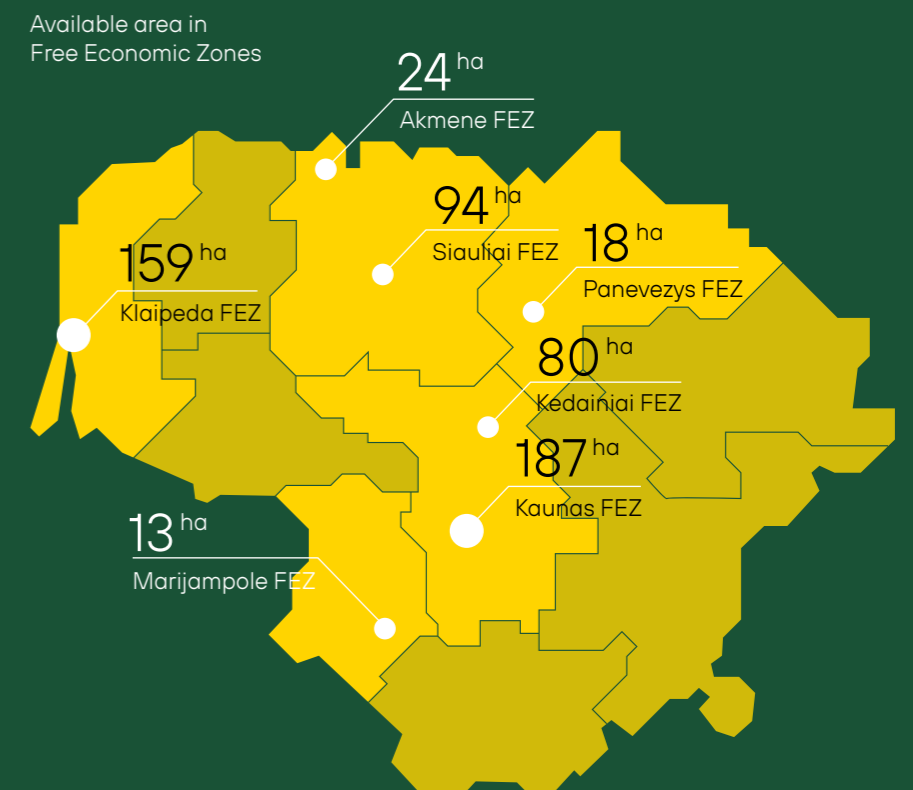 Available area in
Free Economic Zones
24 ha
Akmene FEZ
94 ha
Siauliai FEZ
18 ha
Panevezys FEZ
159 ha
Klaipeda FEZ
80 ha
Kedainiai FEZ
187 ha
Kaunas FEZ
13 ha
Marijampole FEZ